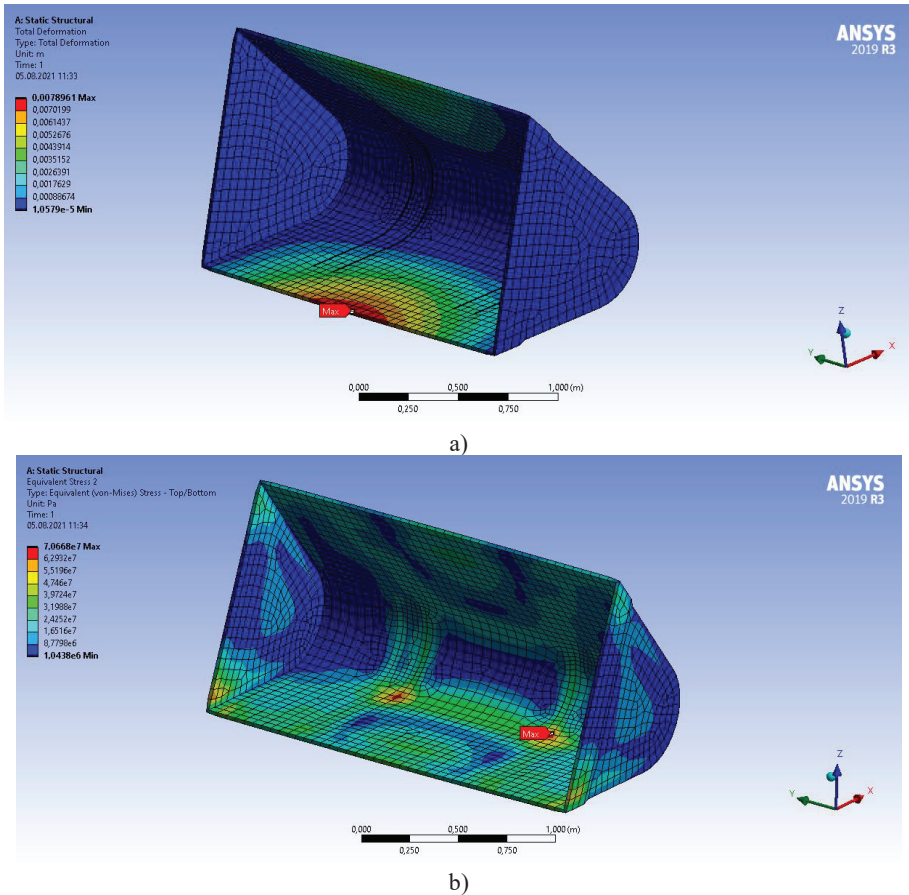 A: Static Structural
Total Deformation
Type: Total Deformation
Unit: m
Time: 1
05.08.2021 11:33
0,0078961 Max
0,0070199
0,0061437
0,0052676
0,0043914
0,0035152
0,0026391
0,0017629
0,00088674
1,0579e-5 Min
ANSYS
2019 R3
Max
Z
Y
X
0,000
0,500
1,000 (m)
0,250
0,750
a)
A: Static Structural
Equivalent Stress 2
Type: Equivalent (von-Mises) Stress - Top/Bottom
Unit: Pa
Time: 1
05.08.2021 11:34
7,0668e7 Max
6,2932e7
5,5196e7
4,746e7
3,9724e7
3,1988e7
2,4252e7
1,6516e7
8,7798e6
1,0438e6 Min
ANSYS
2019 R3
Max
Z
Y
X
0,000
0,500
1,000 (m)
0,250
0,750
b)